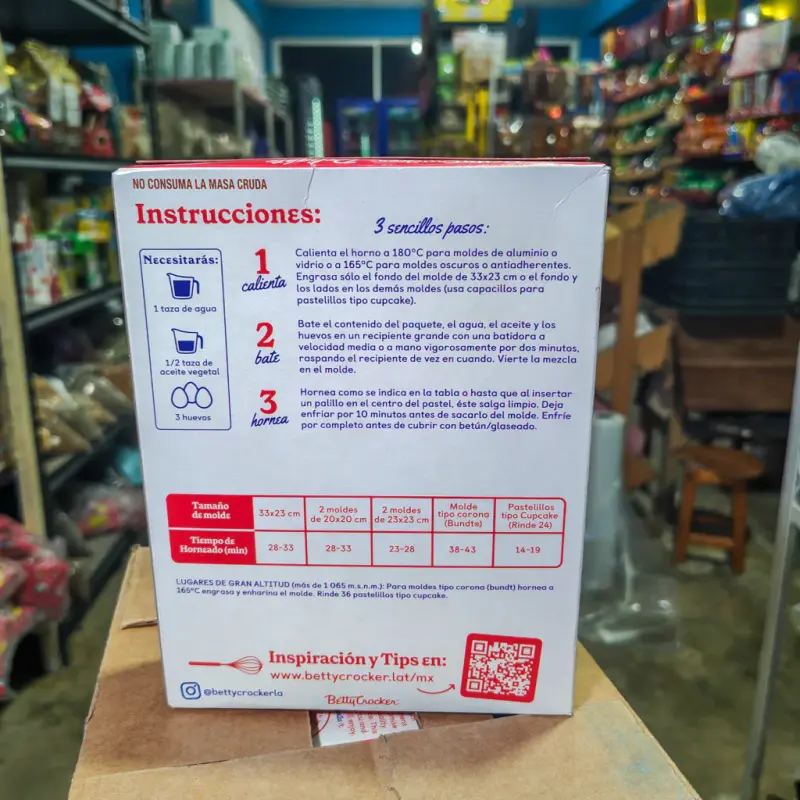 NO CONSUMA LA MASA CRUDA
Instrucciones:
3 sencillos pasos:
Necesitarás:
1 taza de agua
1/2 taza de
aceite vegetal
3 huevos
1
calienta
Calienta el horno a 180°C para moldes de aluminio o
vidrio o a 165°C para moldes oscuros o antiadherentes.
Engrasa sólo el fondo del molde de 33x23 cm o el fondo y
los lados en los demás moldes (usa capacillos para
pastelillos tipo cupcake).
2
bate
Bate el contenido del paquete, el agua, el aceite y los
huevos en un recipiente grande con una batidora a
velocidad media o a mano vigorosamente por dos minutos,
raspando el recipiente de vez en cuando. Vierte la mezcla
en el molde.
3
hornea
Hornea como se indica en la tabla o hasta que al insertar
un palillo en el centro del pastel, éste salga limpio. Deja
enfriar por 10 minutos antes de sacarlo del molde. Enfríe
por completo antes de cubrir con betún/glaseado.
Tamaño de molde 33x23 cm 2 moldes de 20x20 cm 2 moldes de 23x23 cm Molde tipo corona (Bundt®) Pastelillos tipo Cupcake (Rinde 24)
Tiempo de Horneado (min) 28-33 28-33 23-28 38-43 14-19
LUGARES DE GRAN ALTITUD (más de 1 065 m.s.n.m.): Para moldes tipo corona (bundt) hornea a
165°C engrasa y enharina el molde. Rinde 36 pastelillos tipo cupcake.
Inspiración y Tips en:
www.bettycrocker.lat/mx
@bettycrockerla
Betty Crocker